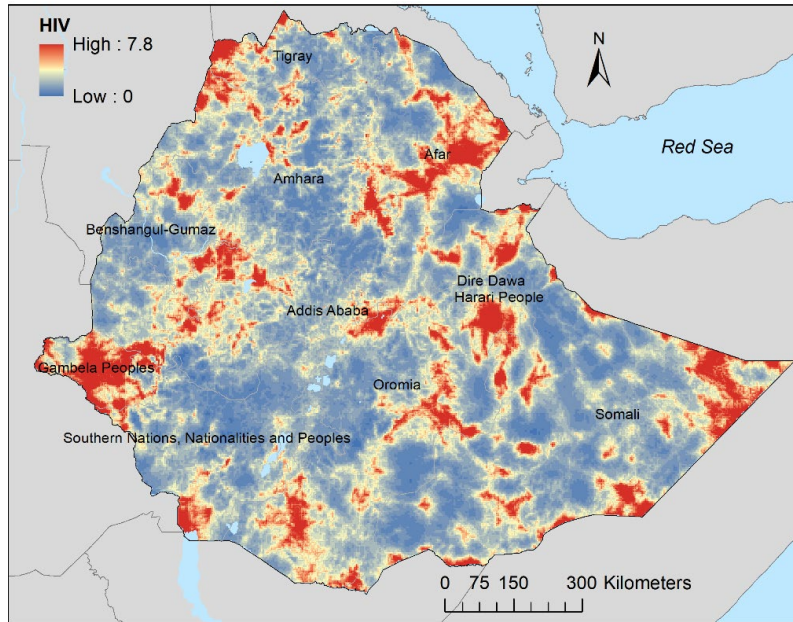 HIV
High : 7.8
Low : 0
N
Tigray
Red Sea
Afar
Amhara
Benshangul-Gumaz
Dire Dawa
Harari People
Addis Ababa
Gambela Peoples
Oromia
Somali
Southern Nations, Nationalities and Peoples
0 75 150 300 Kilometers